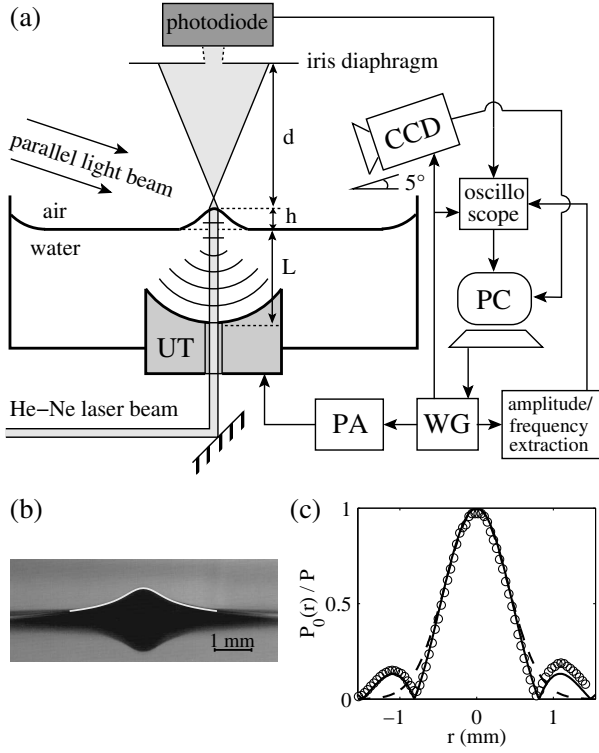 (a)
photodiode
iris diaphragm
d
CCD
parallel light beam
5°
air
h
oscillo
scope
water
L
PC
UT
He−Ne laser beam
PA
WG
amplitude/
frequency
extraction
(b)
1 mm
(c)
1
0.5
0
P0(r) / P
−1
0
1
r (mm)